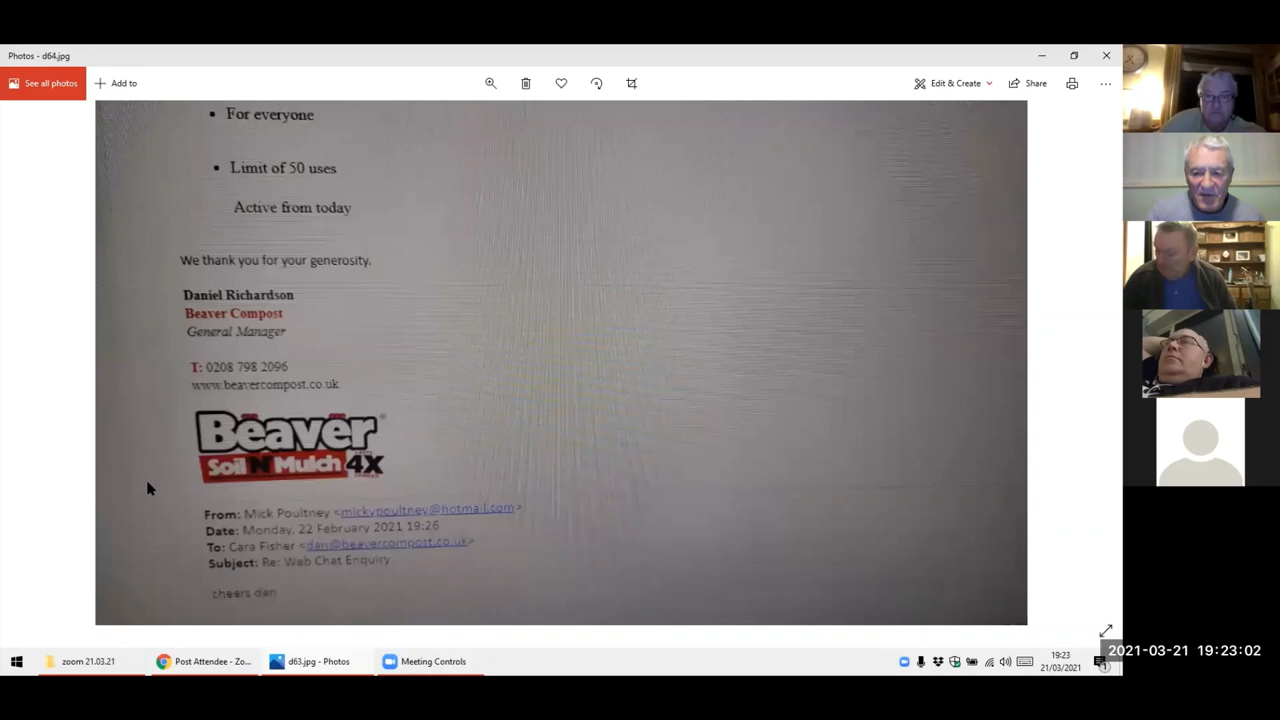 Photos - d64.jpg
See all photos
Add to
Edit & Create
Share
• For everyone
• Limit of 50 uses
Active from today
We thank you for your generosity.
Daniel Richardson
Beaver Compost
General Manager
T: 0208 798 2096
www.beavercompost.co.uk
Beaver
Soil N Mulch 4X
From: Mick Poultney <mickypoultney@hotmail.com>
Date: Monday, 22 February 2021 19:26
To: Cara Fisher <dan@beavercompost.co.uk>
Subject: Re: Web Chat Enquiry
cheers dan
zoom 21.03.21
Post Attendee - Zo...
d63.jpg - Photos
Meeting Controls
19:23
21/03/2021
1
2021-03-21 19:23:02